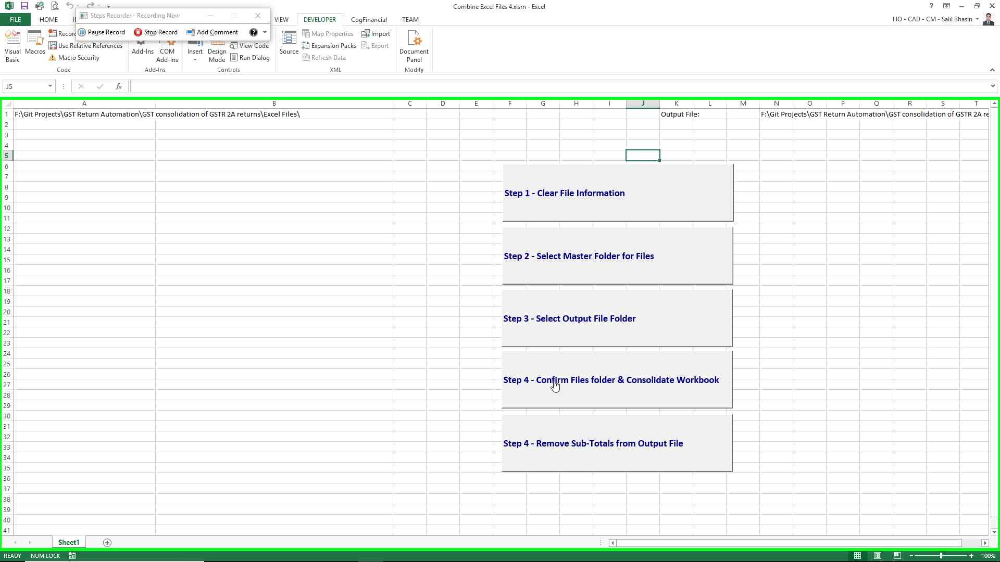 Combine Excel Files 4.xlsm - Excel
Steps Recorder - Recording Now
FILE HOME VIEW DEVELOPER CogFinancial TEAM
HO - CAD - CM - Salil Bhasin
Pause Record Stop Record Add Comment
Visual Basic
Macros
Use Relative References
Macro Security
Code
Add-Ins
COM Add-Ins
Add-Ins
Insert
Design Mode
View Code
Run Dialog
Controls
Source
Map Properties
Expansion Packs
Refresh Data
Import
Export
XML
Document Panel
Modify
J5
fx
A B C D E F G H I J K L M N O P Q R S T
1 F:\Git Projects\GST Return Automation\GST consolidation of GSTR 2A returns\Excel Files\ Output File: F:\Git Projects\GST Return Automation\GST consolidation of GSTR 2A re
2
3
4
5
6
7
8
9
10
11
12
13
14
15
16
17
18
19
20
21
22
23
24
25
26
27
28
29
30
31
32
33
34
35
36
37
38
39
40
41
Step 1 - Clear File Information
Step 2 - Select Master Folder for Files
Step 3 - Select Output File Folder
Step 4 - Confirm Files folder & Consolidate Workbook
Step 4 - Remove Sub-Totals from Output File
Sheet1
READY NUM LOCK 100%